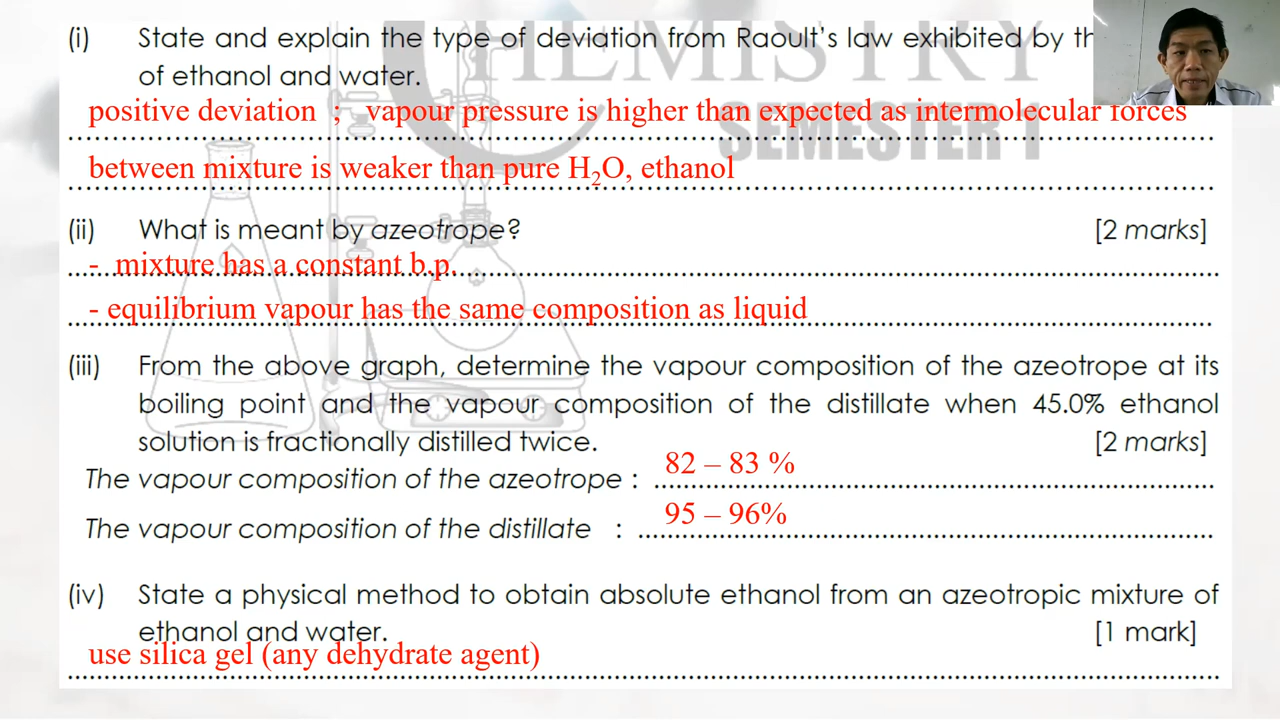 (i) State and explain the type of deviation from Raoult's law exhibited by
of ethanol and water.
positive deviation ; vapour pressure is higher than expected as intermolecular forces
between mixture is weaker than pure H₂O, ethanol
(ii) What is meant by azeotrope? [2 marks]
- mixture has a constant b.p.
- equilibrium vapour has the same composition as liquid
(iii) From the above graph, determine the vapour composition of the azeotrope at its
boiling point and the vapour composition of the distillate when 45.0% ethanol
solution is fractionally distilled twice. [2 marks]
The vapour composition of the azeotrope : 82 – 83 %
The vapour composition of the distillate : 95 – 96%
(iv) State a physical method to obtain absolute ethanol from an azeotropic mixture of
ethanol and water. [1 mark]
use silica gel (any dehydrate agent)
CHEMISTRY
SEMESTER 1